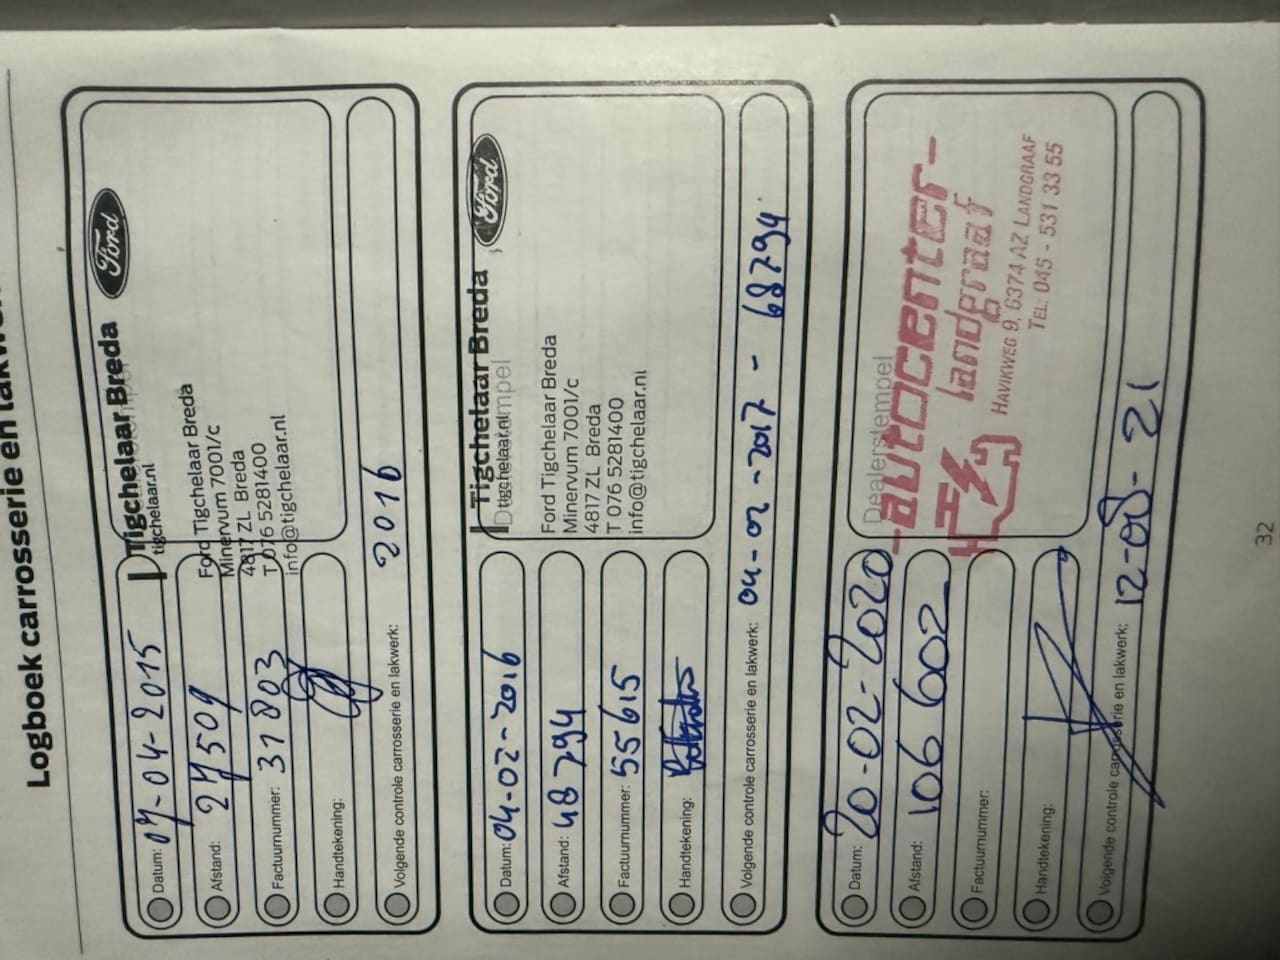 Logboek carrosserie en
Datum: 07-04-2015
Tigchelaar Breda
Ford
tigchelaar.nl
Afstand: 27509
Ford Tigchelaar Breda
Minervum 7001/c
4817 ZL Breda
T 076 5281400
info@tigchelaar.nl
Factuurnummer: 31803
Handtekening:
Volgende controle carrosserie en lakwerk: 2016
Datum: 04-02-2016
Tigchelaar Breda
Ford
tigchelaar.nl
Afstand: 48794
Ford Tigchelaar Breda
Minervum 7001/c
4817 ZL Breda
T 076 5281400
info@tigchelaar.nl
Factuurnummer: 55615
Handtekening:
Volgende controle carrosserie en lakwerk: 04-02-2017 - 68794
Datum: 20-02-2020
Dealerstempel
-autocenter-
landgraaf
HAVIKWEG 9, 6374 AZ LANDGRAAF
TEL: 045 - 531 33 55
Afstand: 106602
Factuurnummer:
Handtekening:
Volgende controle carrosserie en lakwerk: 12-08-21
32